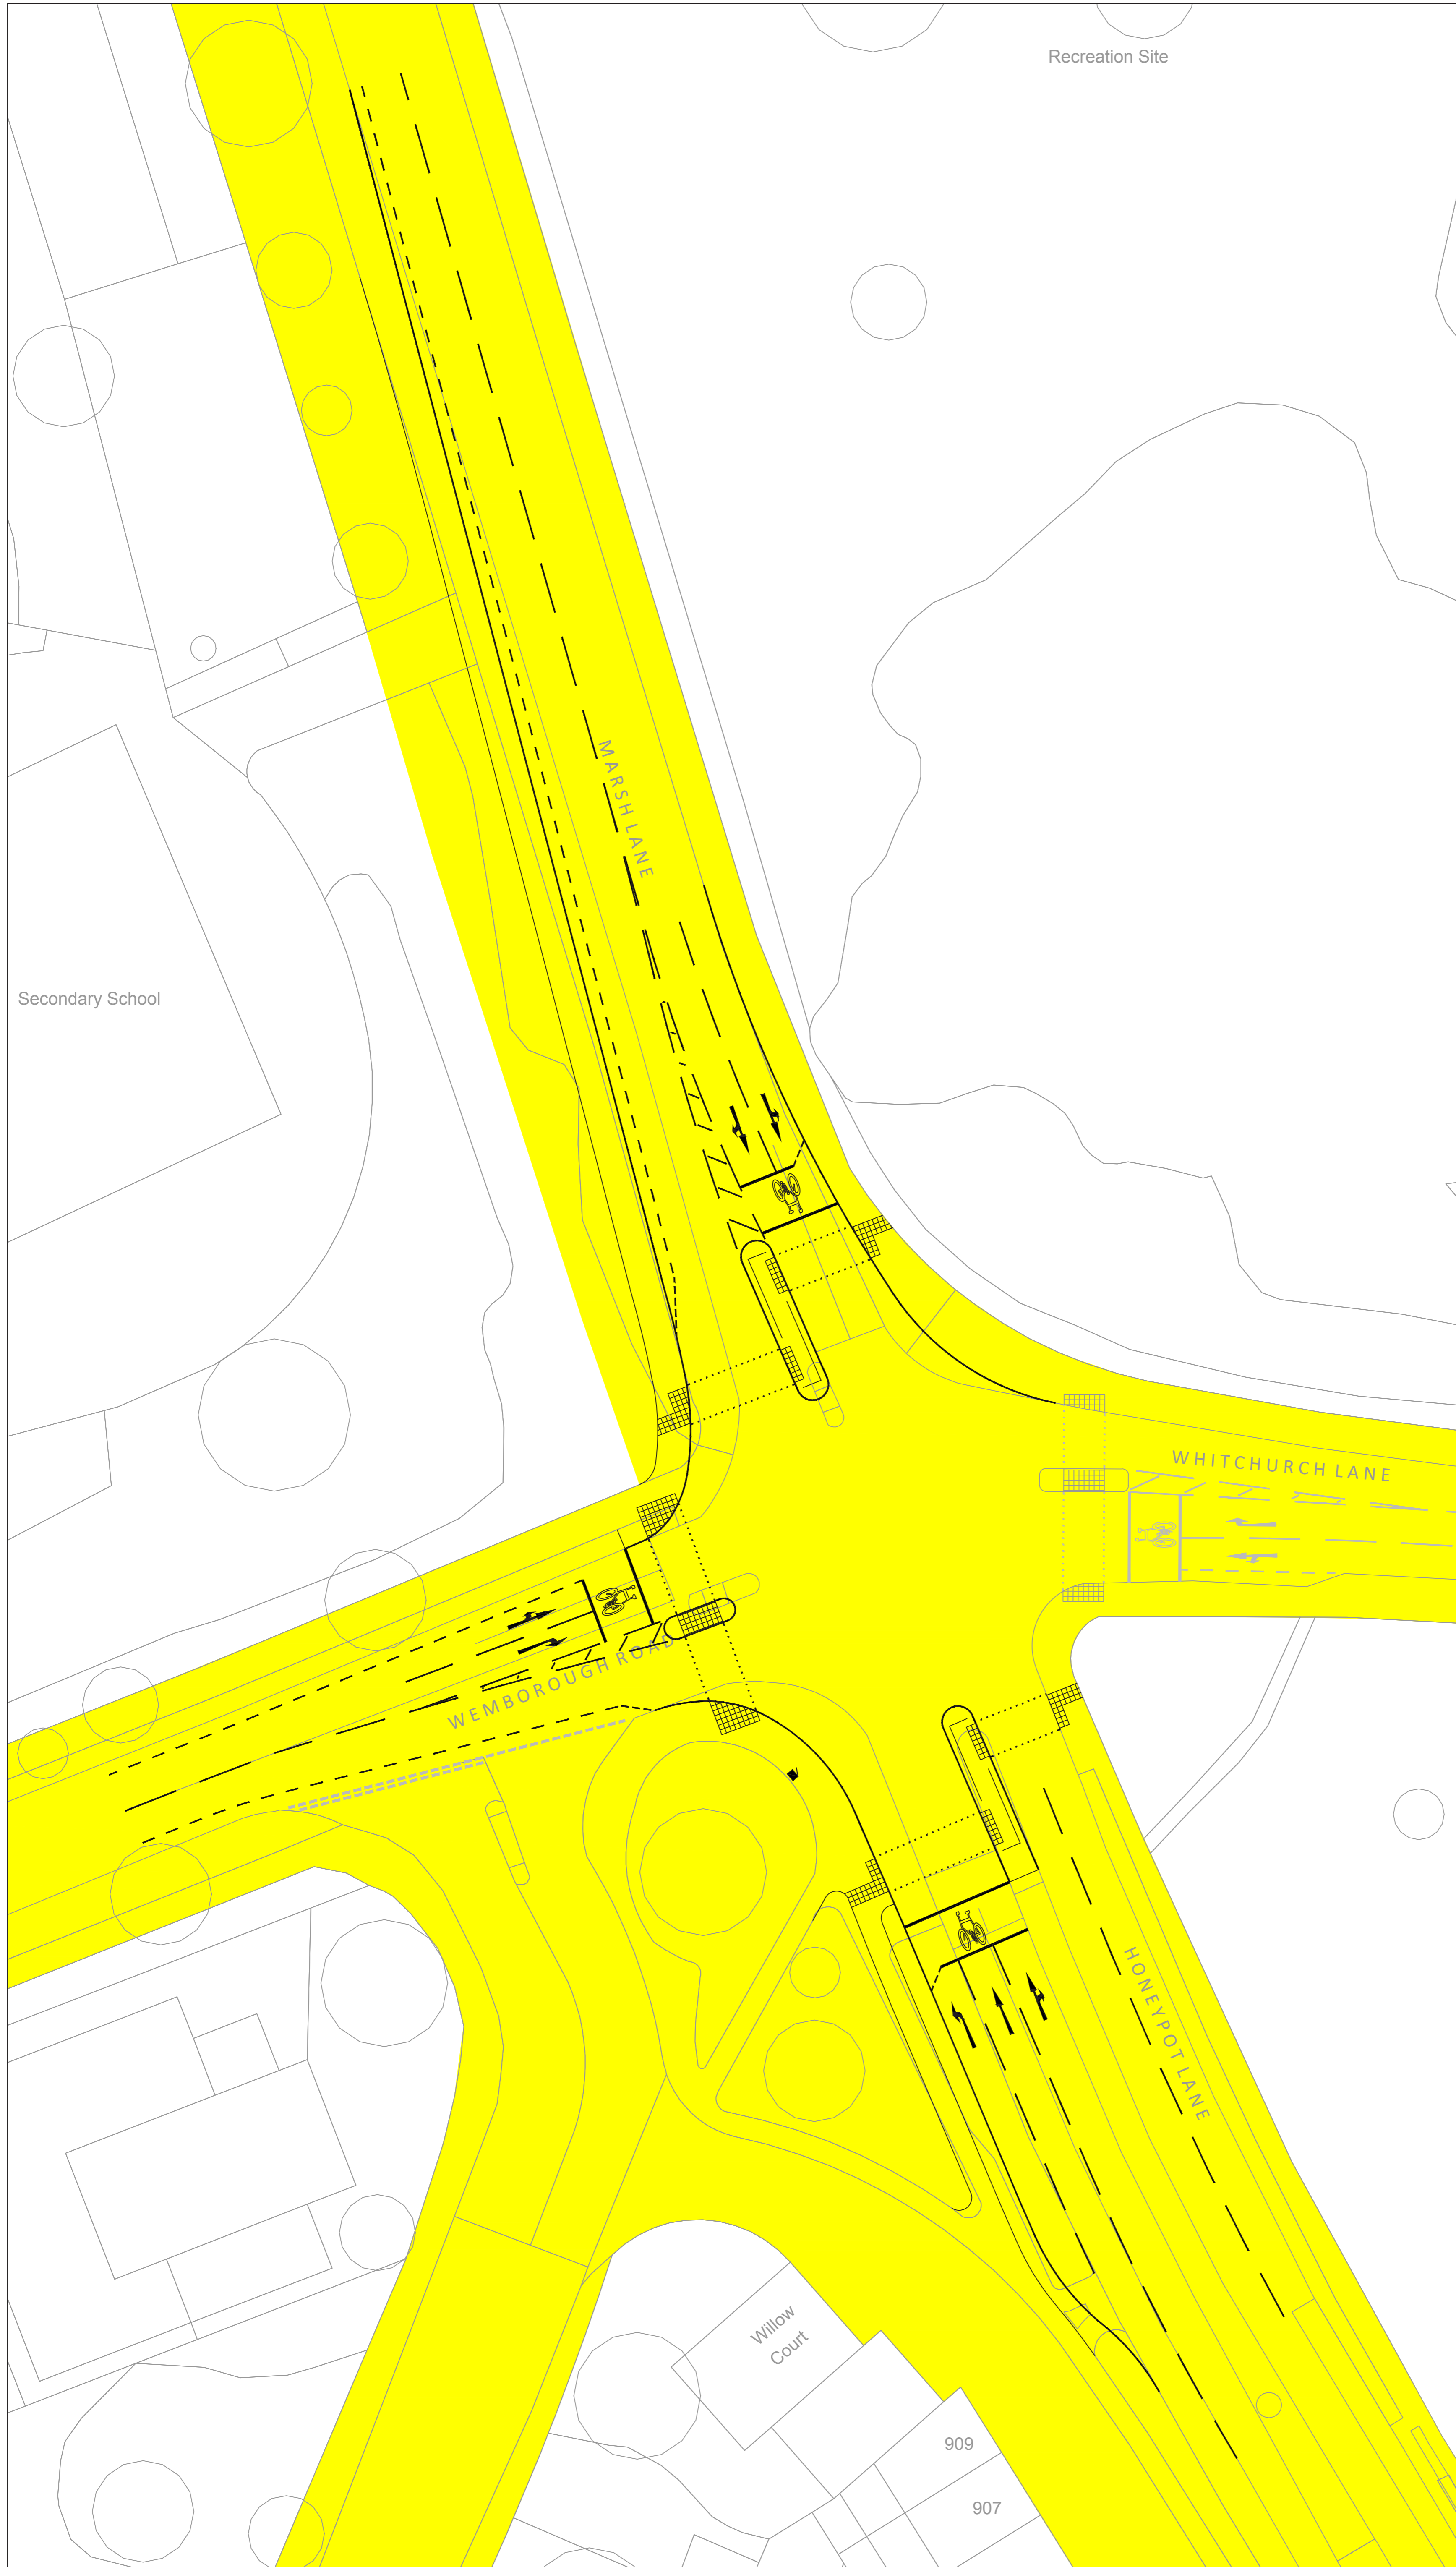 Recreation Site
MARSH LANE
Secondary School
WHITCHURCH LANE
WEMBOROUGH ROAD
HONEYPOT LANE
Willow
Court
909
907